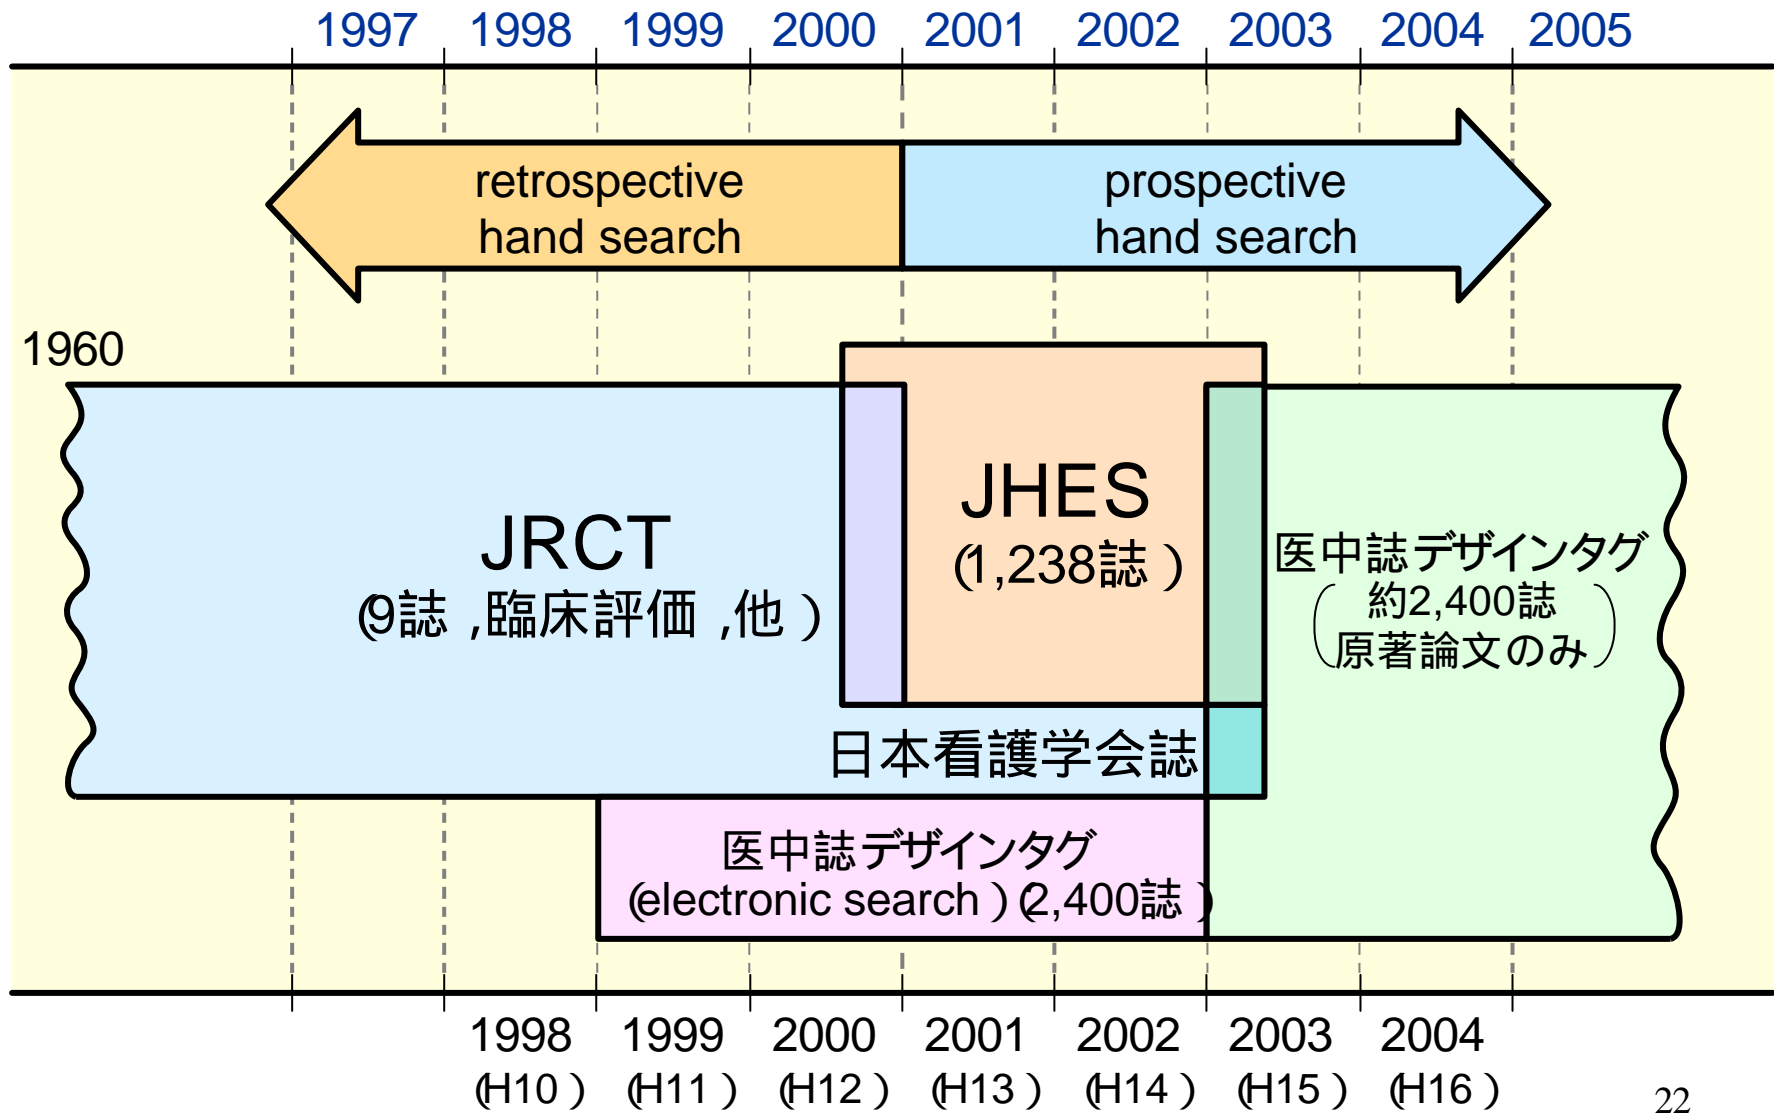 1997 1998 1999 2000 2001 2002 2003 2004 2005
retrospective
hand search
prospective
hand search
1960
JRCT
(9誌,臨床評価,他)
JHES
(1,238誌)
医中誌デザインタグ
(約2,400誌
原著論文のみ)
日本看護学会誌
医中誌デザインタグ
(electronic search)(2,400誌)
1998 1999 2000 2001 2002 2003 2004
(H10) (H11) (H12) (H13) (H14) (H15) (H16)
22